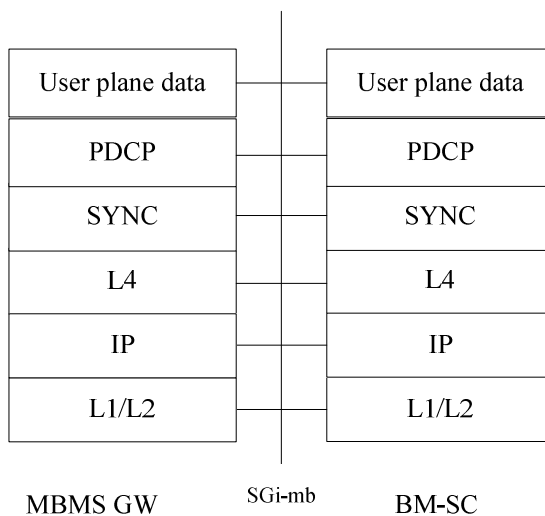 User plane data User plane data
PDCP PDCP
SYNC SYNC
L4 L4
IP IP
L1/L2 L1/L2
MBMS GW SGi-mb BM-SC